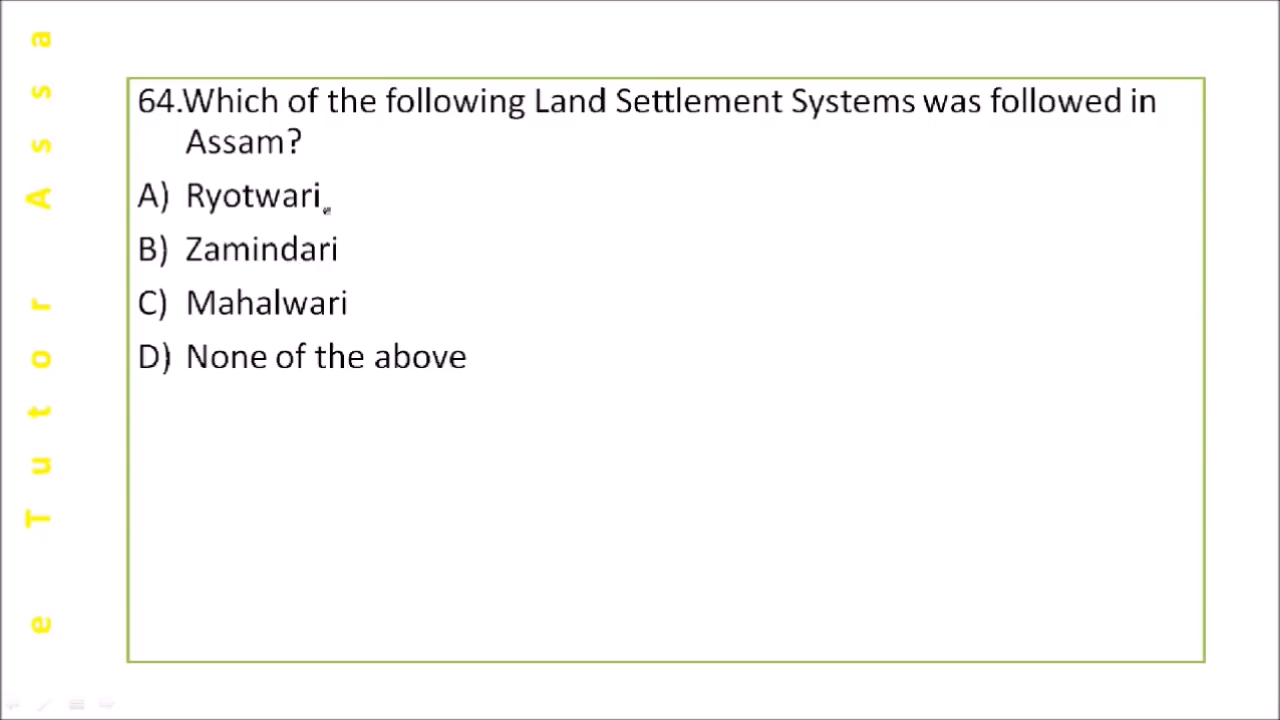 64.Which of the following Land Settlement Systems was followed in
Assam?
A) Ryotwari
B) Zamindari
C) Mahalwari
D) None of the above
e Tutor Assa